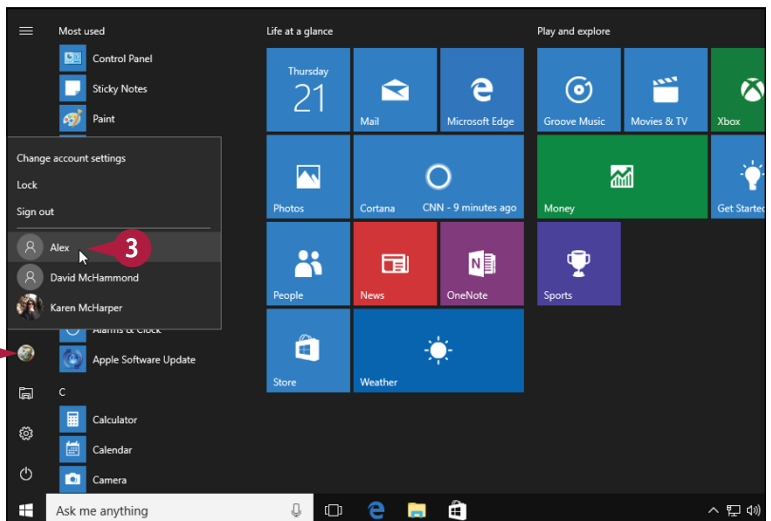 Most used
Control Panel
Sticky Notes
Paint
Change account settings
Lock
Sign out
Alex
3
David McHammond
Karen McHarper
Alarms & Clock
Apple Software Update
C
Calculator
Calendar
Camera
Ask me anything
Life at a glance
Thursday
21
Mail
Microsoft Edge
Photos
Cortana
CNN - 9 minutes ago
People
News
OneNote
N
Store
Weather
Play and explore
Groove Music
Movies & TV
Xbox
Money
Get Started
Sports